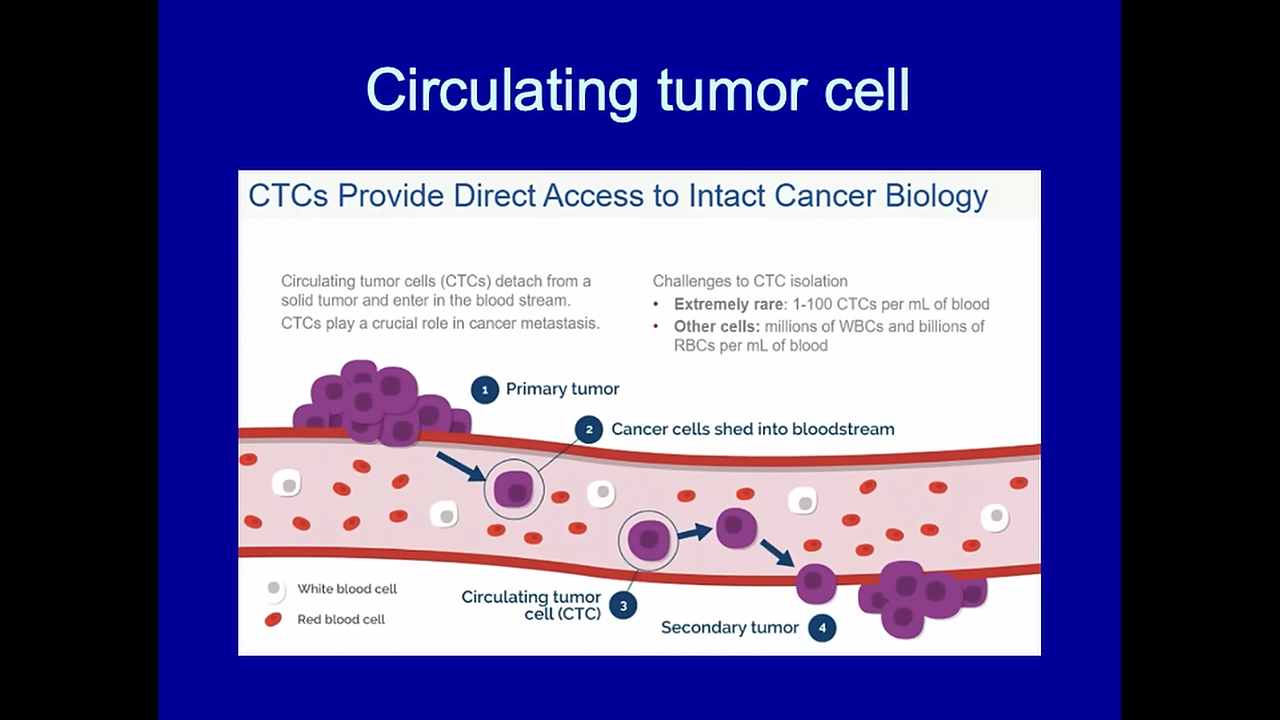 Circulating tumor cell
CTCs Provide Direct Access to Intact Cancer Biology
Circulating tumor cells (CTCs) detach from a
solid tumor and enter in the blood stream.
CTCs play a crucial role in cancer metastasis.
Challenges to CTC isolation
• Extremely rare: 1-100 CTCs per mL of blood
• Other cells: millions of WBCs and billions of
RBCs per mL of blood
1 Primary tumor
2 Cancer cells shed into bloodstream
White blood cell
Red blood cell
Circulating tumor
cell (CTC) 3
Secondary tumor 4